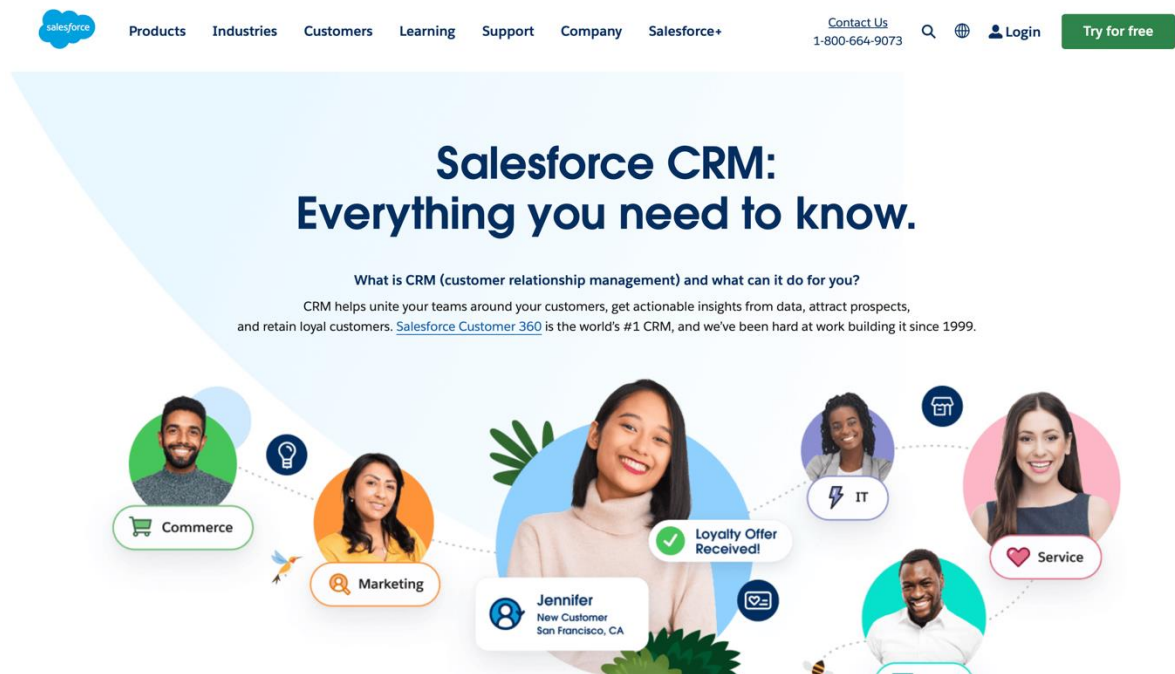 salesforce
Products
Industries
Customers
Learning
Support
Company
Salesforce+
Contact Us
1-800-664-9073
Login
Try for free
Salesforce CRM:
Everything you need to know.
What is CRM (customer relationship management) and what can it do for you?
CRM helps unite your teams around your customers, get actionable insights from data, attract prospects,
and retain loyal customers. Salesforce Customer 360 is the world's #1 CRM, and we've been hard at work building it since 1999.
Commerce
Marketing
Loyalty Offer
Received!
Jennifer
New Customer
San Francisco, CA
IT
Service